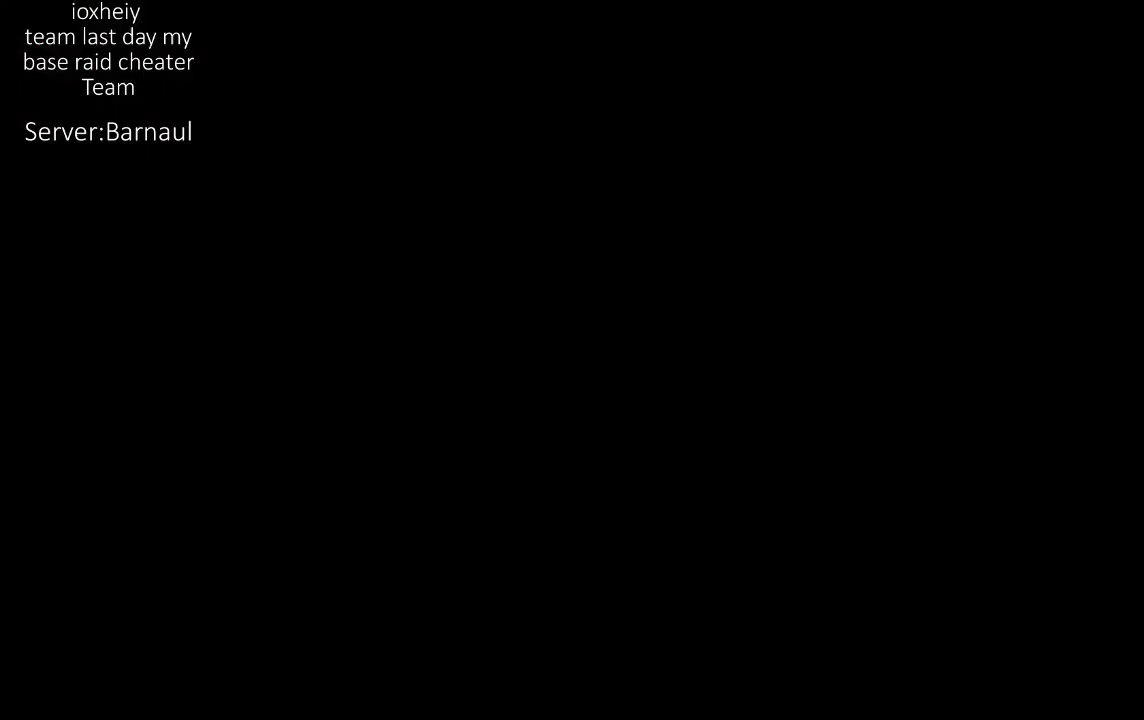 ioxheiy
team last day my
base raid cheater
Team
Server:Barnaul